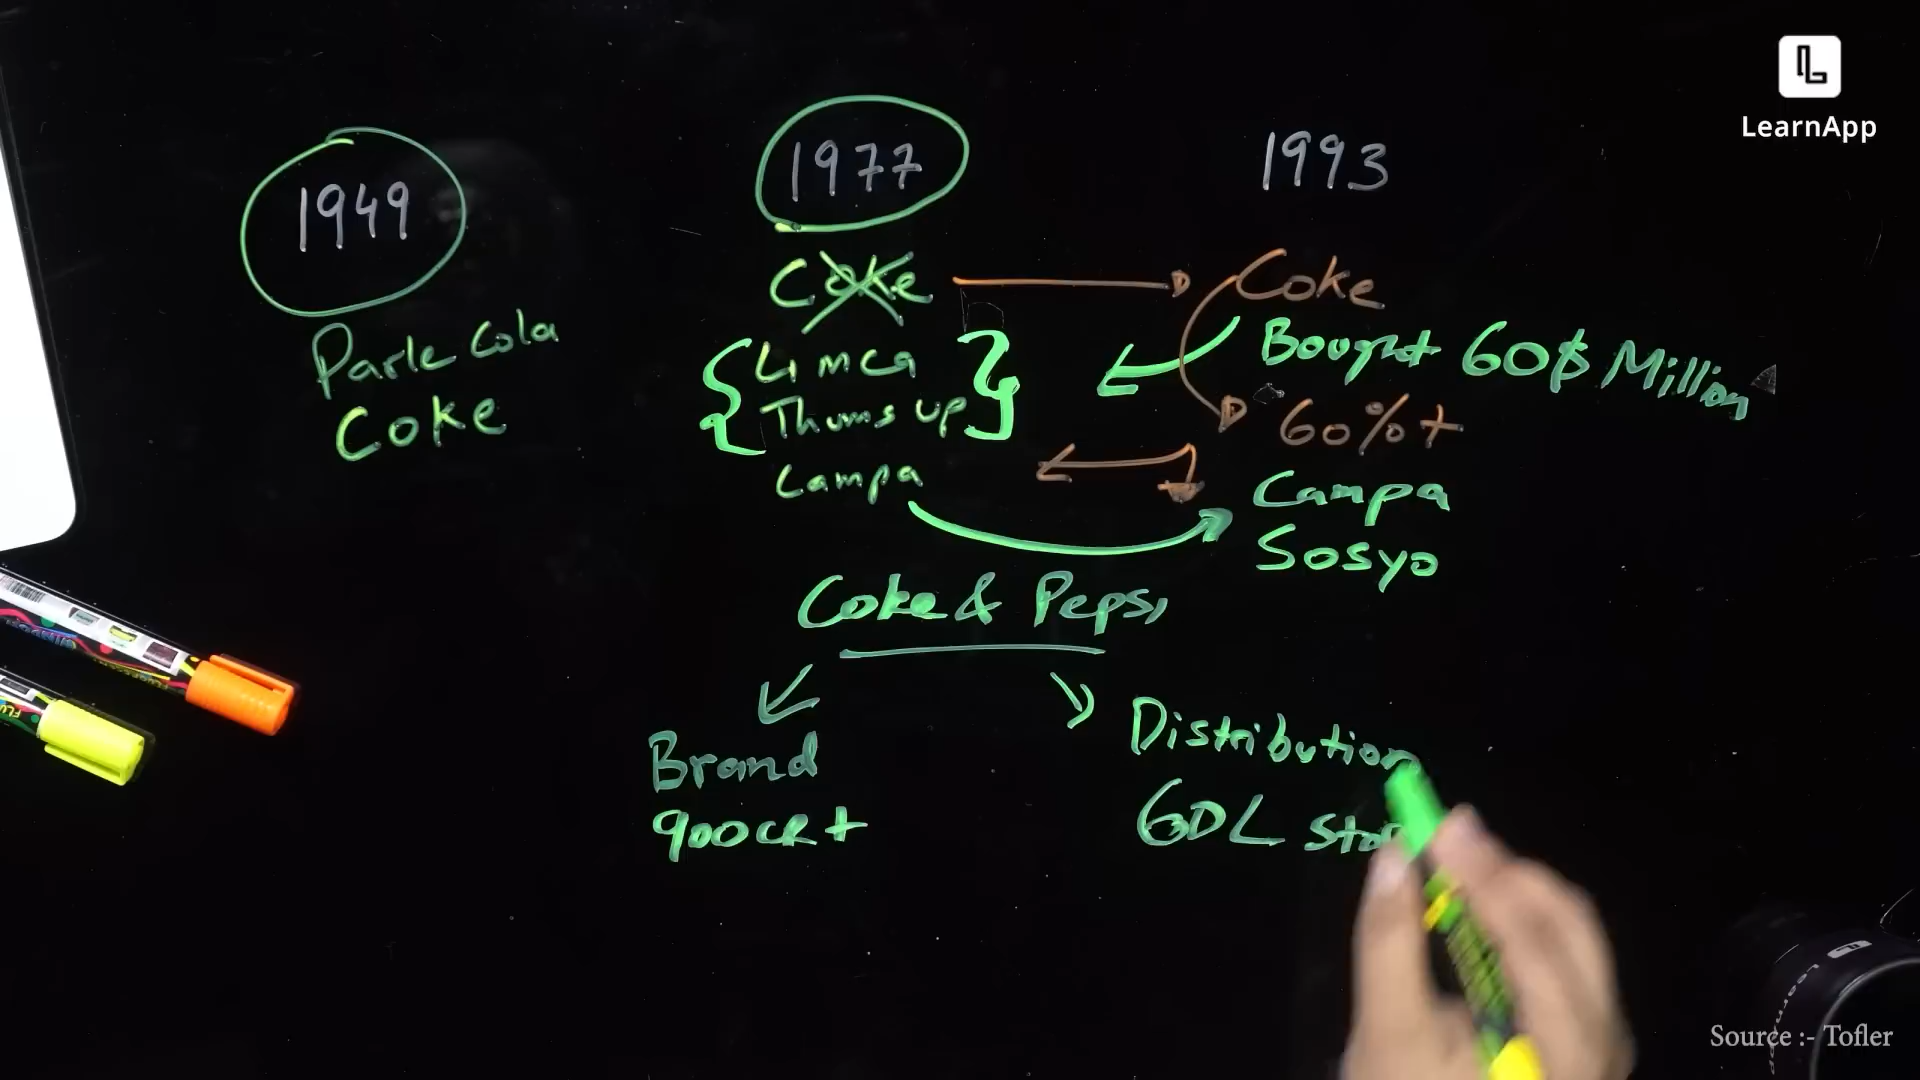 LearnApp
1949
Parle Cola
Coke
1977
Coke
Limca
Thums up
Campa
1993
Coke
Bought 60$ Million
60%+
Campa
Sosyo
Coke & Pepsi
Brand
900CR+
Distribution
60L
Source :- Tofler